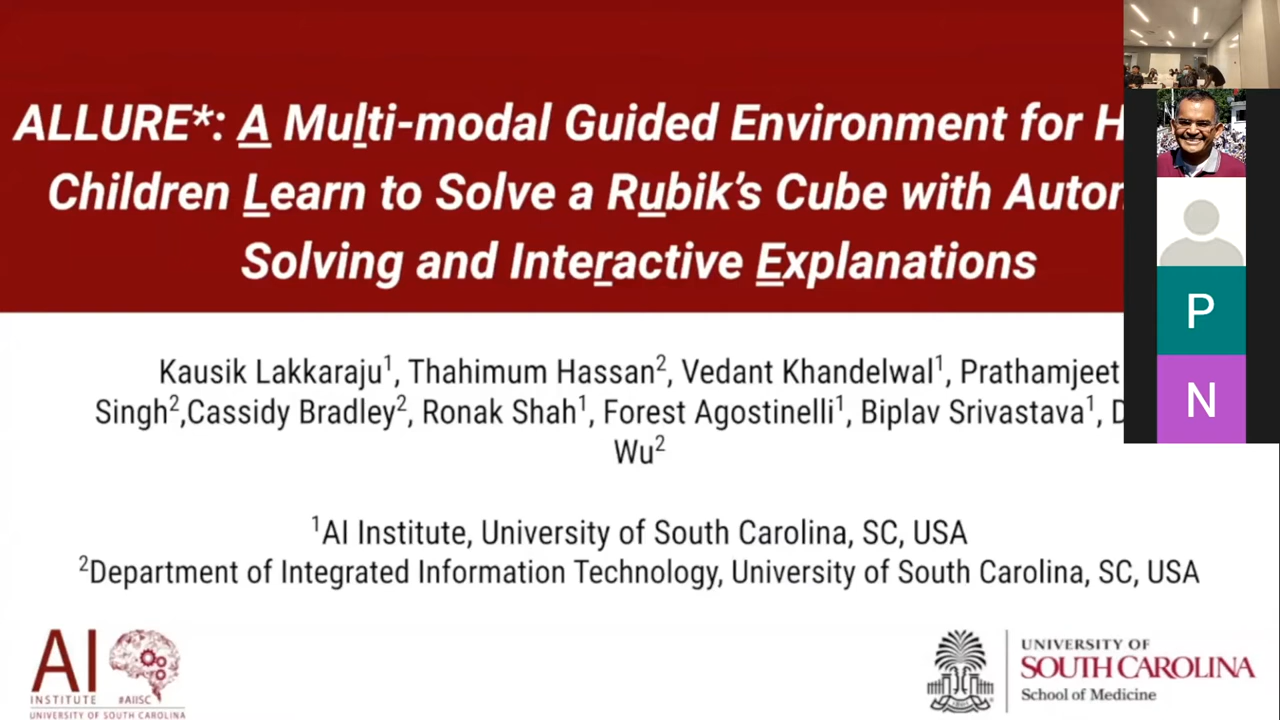 ALLURE*: A Multi-modal Guided Environment for
Children Learn to Solve a Rubik's Cube with
Solving and Interactive Explanations
Kausik Lakkaraju¹, Thahimum Hassan², Vedant Khandelwal¹, Prathamjeet
Singh²,Cassidy Bradley², Ronak Shah¹, Forest Agostinelli¹, Biplav Srivastava¹,
Wu²
¹AI Institute, University of South Carolina, SC, USA
²Department of Integrated Information Technology, University of South Carolina, SC, USA
AI
INSTITUTE #AIISC
UNIVERSITY OF SOUTH CAROLINA
UNIVERSITY OF
SOUTH CAROLINA
School of Medicine
P
N